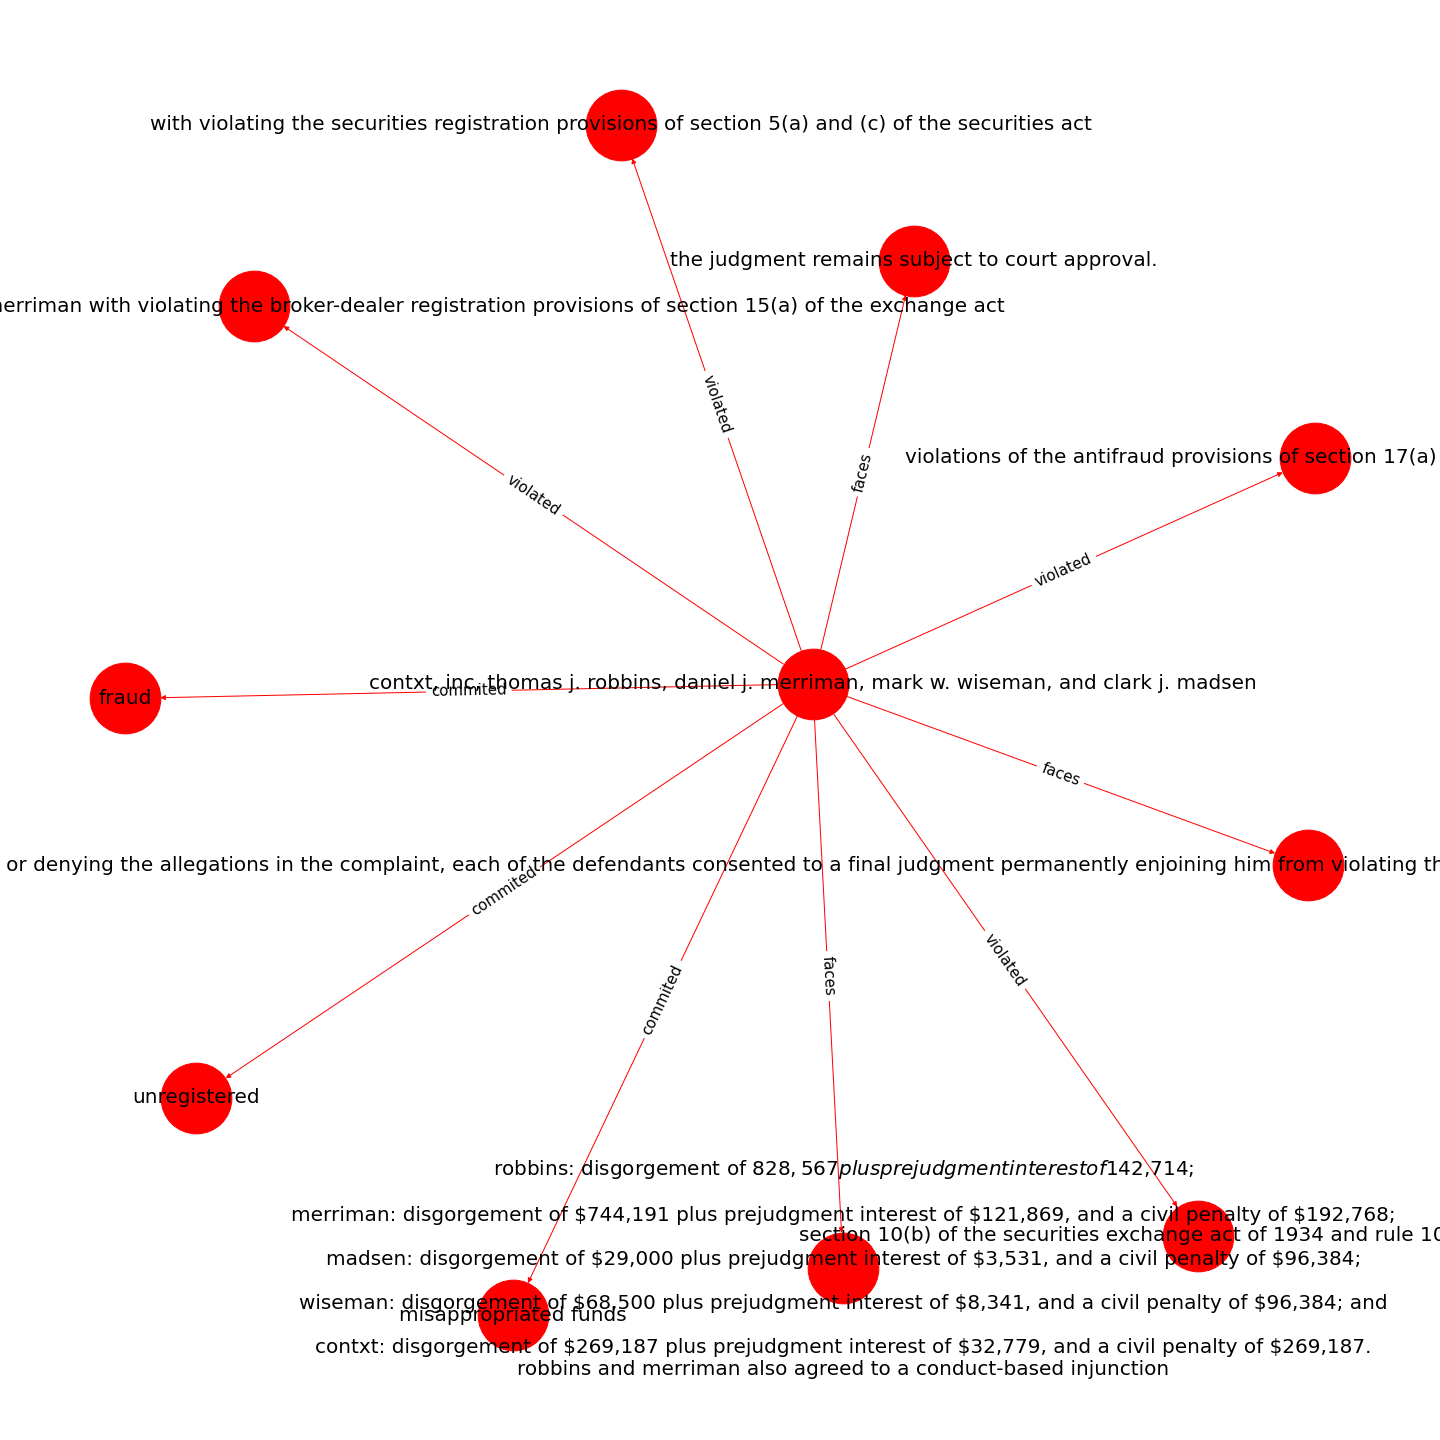 with violating the securities registration provisions of section 5(a) and (c) of the securities act
the judgment remains subject to court approval.
merriman with violating the broker-dealer registration provisions of section 15(a) of the exchange act
violated
faces
violations of the antifraud provisions of section 17(a)
violated
violated
contxt, inc, thomas j. robbins, daniel j. merriman, mark w. wiseman, and clark j. madsen
commited
fraud
faces
or denying the allegations in the complaint, each of the defendants consented to a final judgment permanently enjoining him from violating th
commited
violated
faces
commited
unregistered
robbins: disgorgement of 828,567plusprejudgmentinterestof142,714;
merriman: disgorgement of $744,191 plus prejudgment interest of $121,869, and a civil penalty of $192,768;
section 10(b) of the securities exchange act of 1934 and rule 10
madsen: disgorgement of $29,000 plus prejudgment interest of $3,531, and a civil penalty of $96,384;
wiseman: disgorgement of $68,500 plus prejudgment interest of $8,341, and a civil penalty of $96,384; and
misappropriated funds
contxt: disgorgement of $269,187 plus prejudgment interest of $32,779, and a civil penalty of $269,187.
robbins and merriman also agreed to a conduct-based injunction